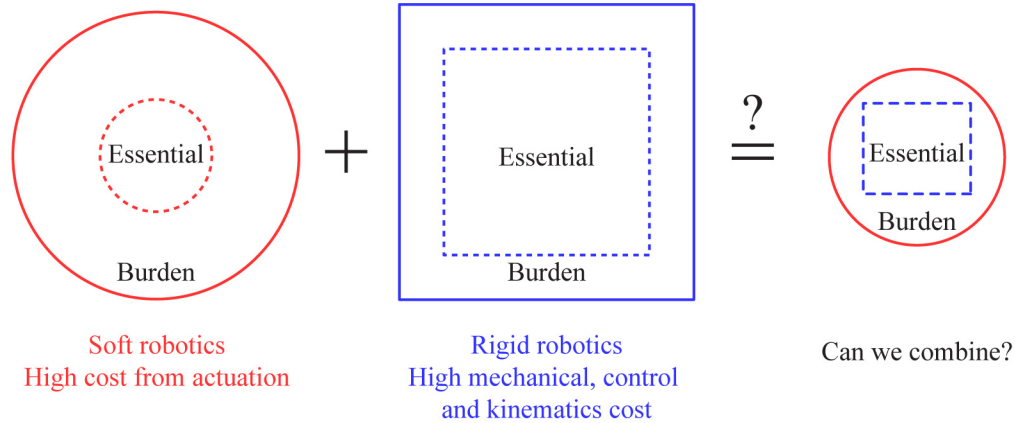 Essential
Burden
Soft robotics
High cost from actuation
+
Essential
Burden
Rigid robotics
High mechanical, control
and kinematics cost
?
=
Essential
Burden
Can we combine?